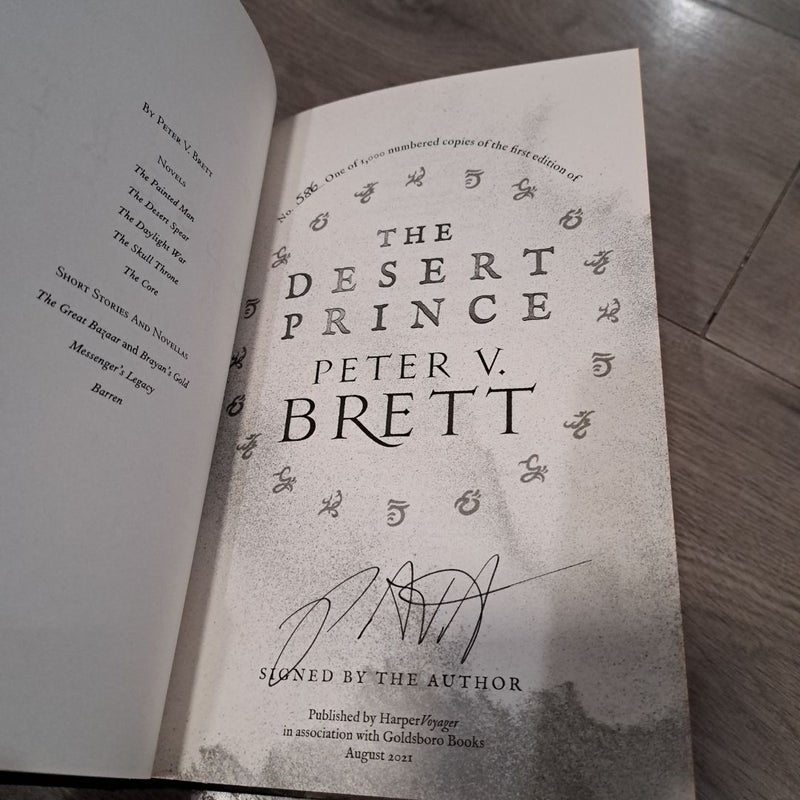 By Peter V. Brett
Novels
The Painted Man
The Desert Spear
The Daylight War
The Skull Throne
The Core
Short Stories And Novellas
The Great Bazaar and Brayan's Gold
Messenger's Legacy
Barren
No. 586 One of 1,000 numbered copies of the first edition of
THE
DESERT
PRINCE
PETER V.
BRETT
SIGNED BY THE AUTHOR
Published by HarperVoyager
in association with Goldsboro Books
August 2021